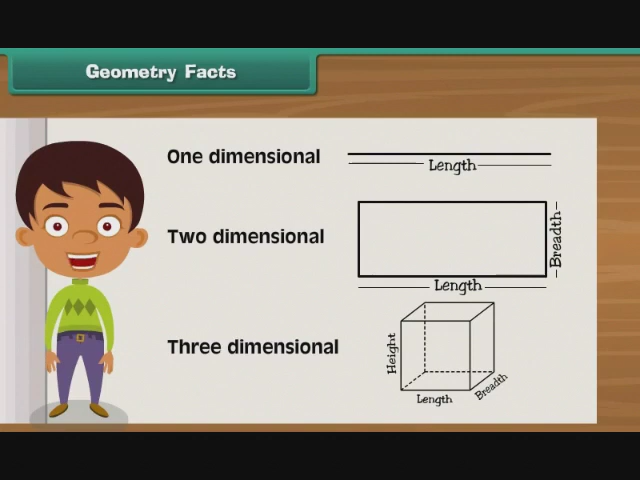 Geometry Facts
One dimensional
Length
Two dimensional
Breadth
Length
Three dimensional
Height
Length
Breadth